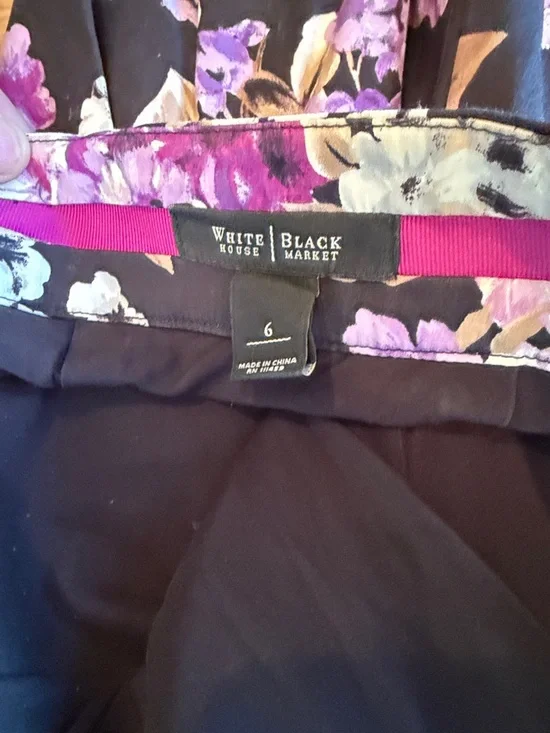 WHITE | BLACK
HOUSE | MARKET
6
MADE IN CHINA
RN 111489